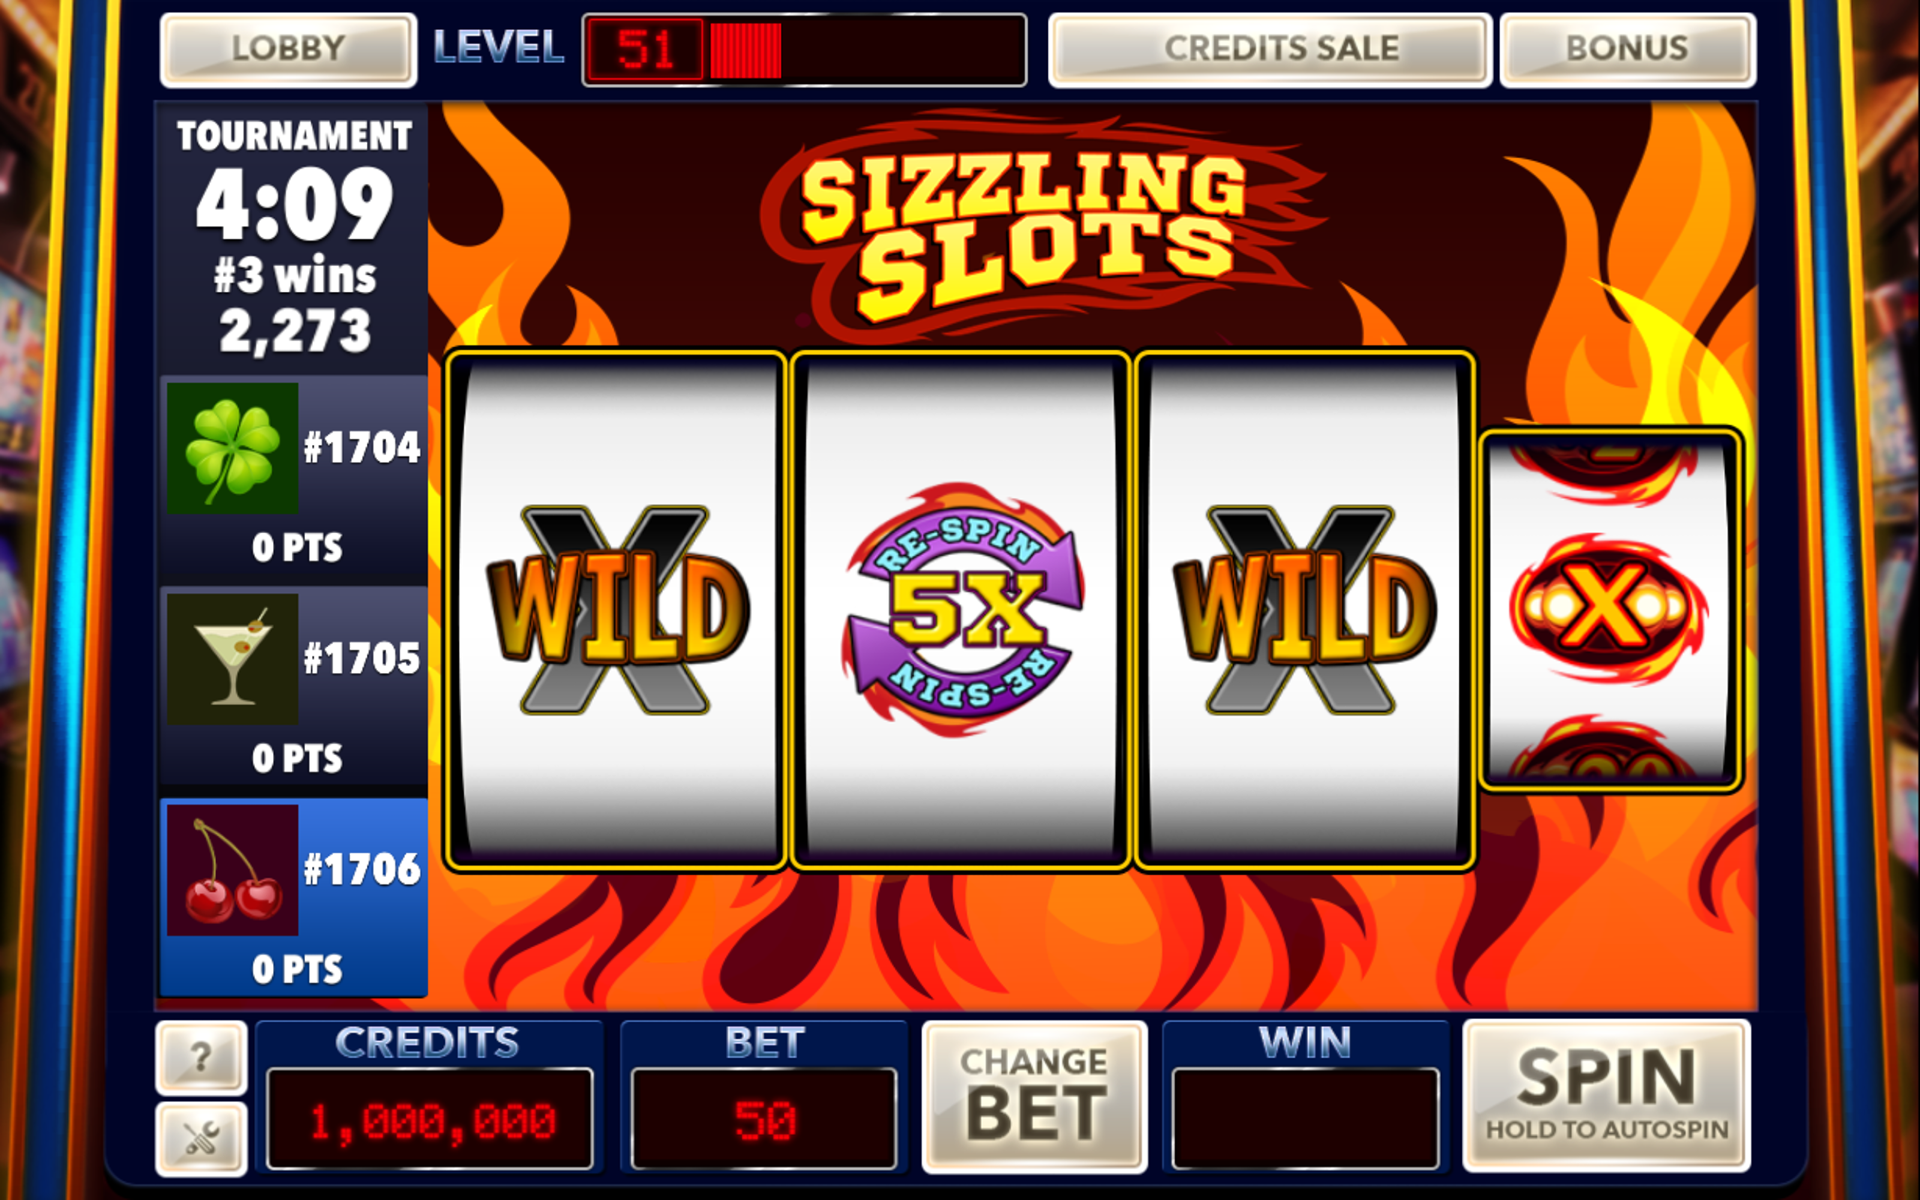 LOBBY
LEVEL
51
CREDITS SALE
BONUS
TOURNAMENT
4:09
#3 wins
2,273
#1704
0 PTS
#1705
0 PTS
#1706
0 PTS
SIZZLING
SLOTS
X
WILD
RE-SPIN
5X
RE-SPIN
X
WILD
X
?
CREDITS
1,000,000
BET
50
CHANGE
BET
WIN
SPIN
HOLD TO AUTOSPIN